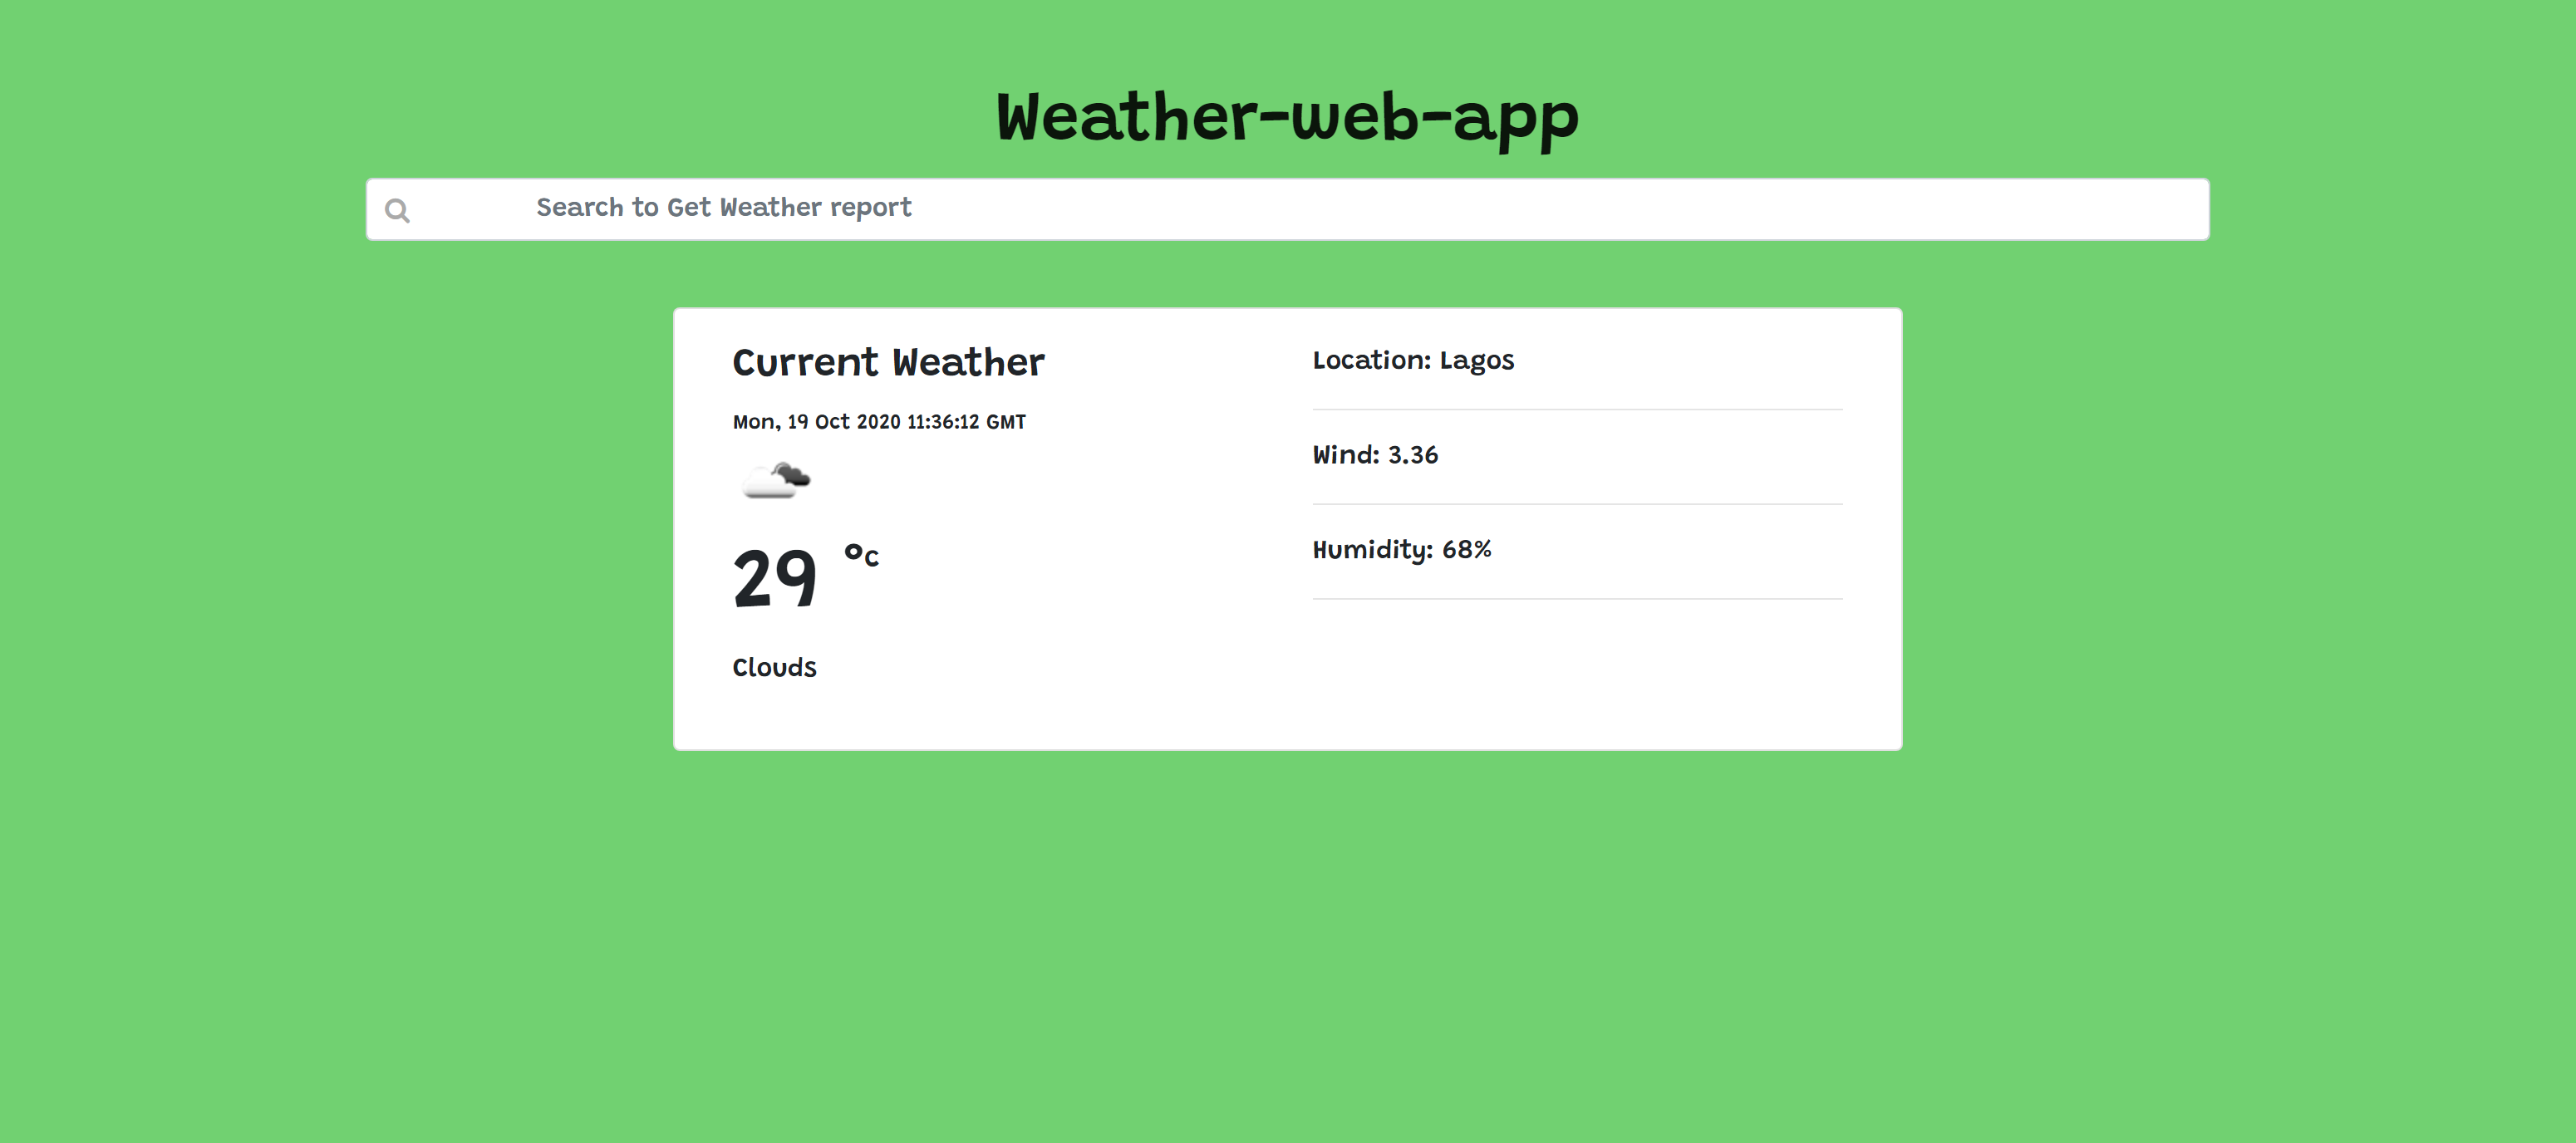 Weather-web-app
Search to Get Weather report
Current Weather
Mon, 19 Oct 2020 11:36:12 GMT
29 °c
Clouds
Location: Lagos
Wind: 3.36
Humidity: 68%